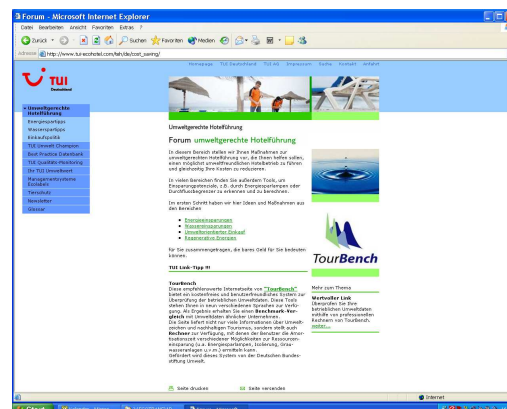 Forum - Microsoft Internet Explorer
Datei Bearbeiten Ansicht Favoriten Extras ?
Zurück Suchen Favoriten Medien
Adresse http://www.tui-ecohotel.com/teh/de/cost_saving/
Homepage TUI Deutschland TUI AG Impressum Suche Kontakt Anfahrt
TUI
Deutschland
Umweltgerechte
Hotelführung
Energiespartipps
Wasserspartipps
Einkaufspolitik
TUI Umwelt Champion
Best Practice Datenbank
TUI Qualitäts-Monitoring
Ihr TUI Umweltwert
Managementsysteme
Ecolabels
Tierschutz
Newsletter
Glossar
Umweltgerechte Hotelführung
Forum umweltgerechte Hotelführung
In diesem Bereich stellen wir Ihnen Maßnahmen zur
umweltgerechten Hotelführung vor, die Ihnen helfen sollen,
einen möglichst umweltfreundlichen Hotelbetrieb zu führen
und gleichzeitig Ihre Kosten zu reduzieren.
In vielen Bereichen finden Sie außerdem Tools, um
Einsparungspotenziale, z.B. durch Energiesparlampen oder
Durchflussbegrenzer zu erkennen und zu berechnen.
Im ersten Schritt haben wir hier Ideen und Maßnahmen aus
den Bereichen
Energieeinsparungen
Wassereinsparungen
Umweltorientierter Einkauf
Regenerative Energien
für Sie zusammengetragen, die bares Geld für Sie bedeuten
können.
TUI Link-Tipp !!!
TourBench
Diese empfehlenswerte Internetseite von "TourBench"
bietet ein kostenfreies und benutzerfreundliches System zur
Überprüfung der betrieblichen Umweltdaten. Diese Tools
stehen Ihnen in neun verschiedenen Sprachen zur Verfü-
gung. Als Ergebnis erhalten Sie einen Benchmark-Ver-
gleich mit Umweltdaten ähnlicher Unternehmen.
Die Seite liefert nicht nur viele Informationen über Umwelt-
zeichen und nachhaltigen Tourismus, sondern stellt auch
Rechner zur Verfügung, mit denen der Benutzer die Amor-
tisationszeit verschiedener Möglichkeiten zur Ressourcen-
einsparung (u.a. Energiesparlampen, Isolierung, Grau-
wasseranlagen u.v.m.) ermitteln kann.
Gefördert wird dieses System von der Deutschen Bundes-
stiftung Umwelt.
TourBench
Mehr zum Thema
Wertvoller Link
Überprüfen Sie Ihre
betrieblichen Umweltdaten
mithilfe von professionellen
Rechnern von TourBench.
weiter...
Seite drucken Seite versenden
Internet